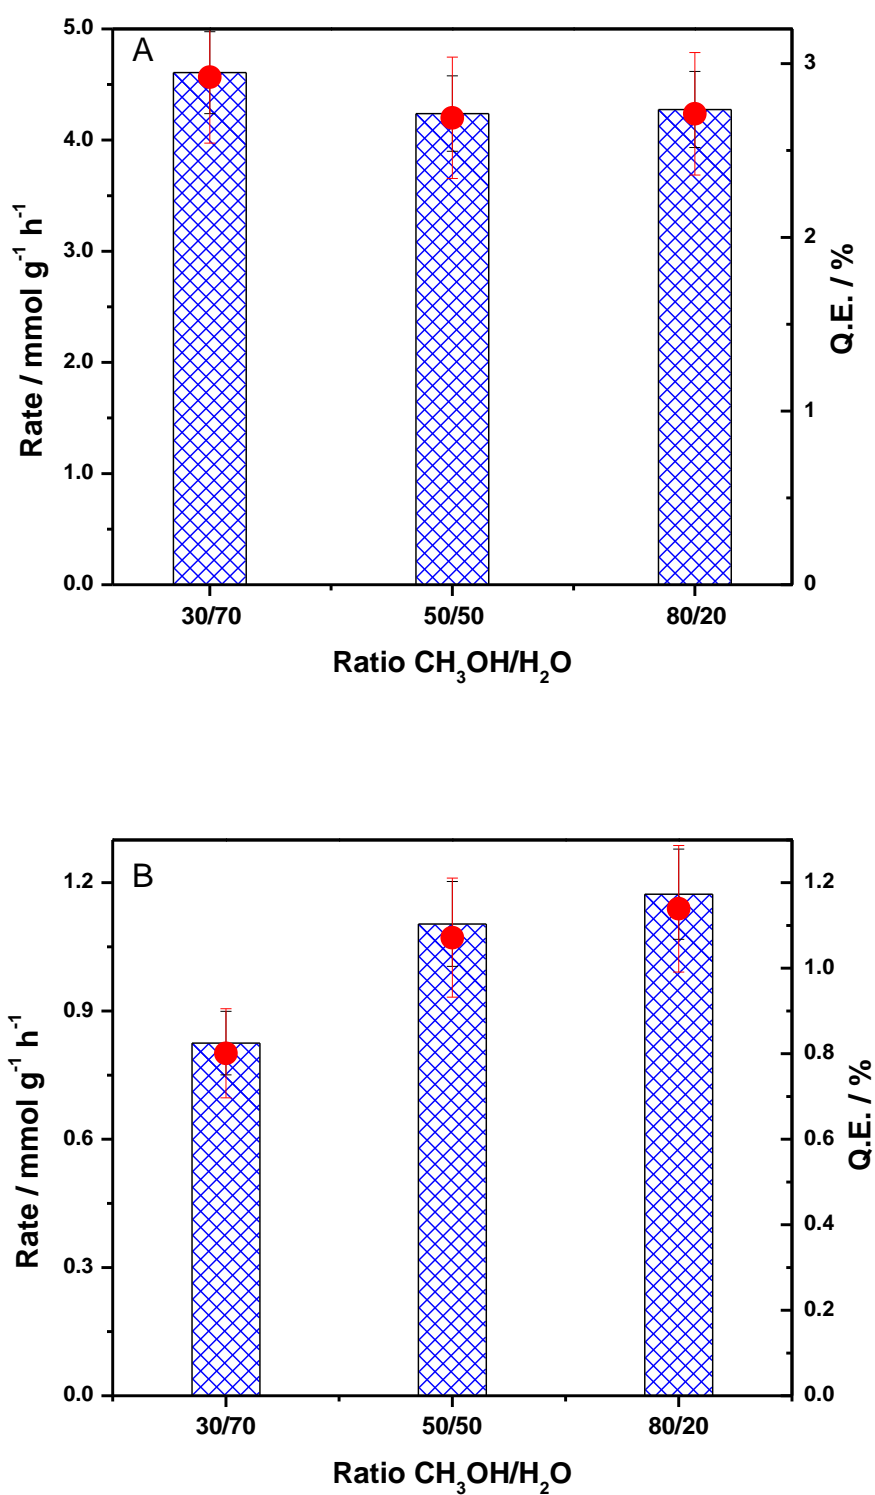 A
5.0
4.0
3.0
2.0
1.0
0.0
Rate / mmol g⁻¹ h⁻¹
3
2
1
0
Q.E. / %
30/70 50/50 80/20
Ratio CH₃OH/H₂O
B
1.2
0.9
0.6
0.3
0.0
Rate / mmol g⁻¹ h⁻¹
1.2
1.0
0.8
0.6
0.4
0.2
0.0
Q.E. / %
30/70 50/50 80/20
Ratio CH₃OH/H₂O